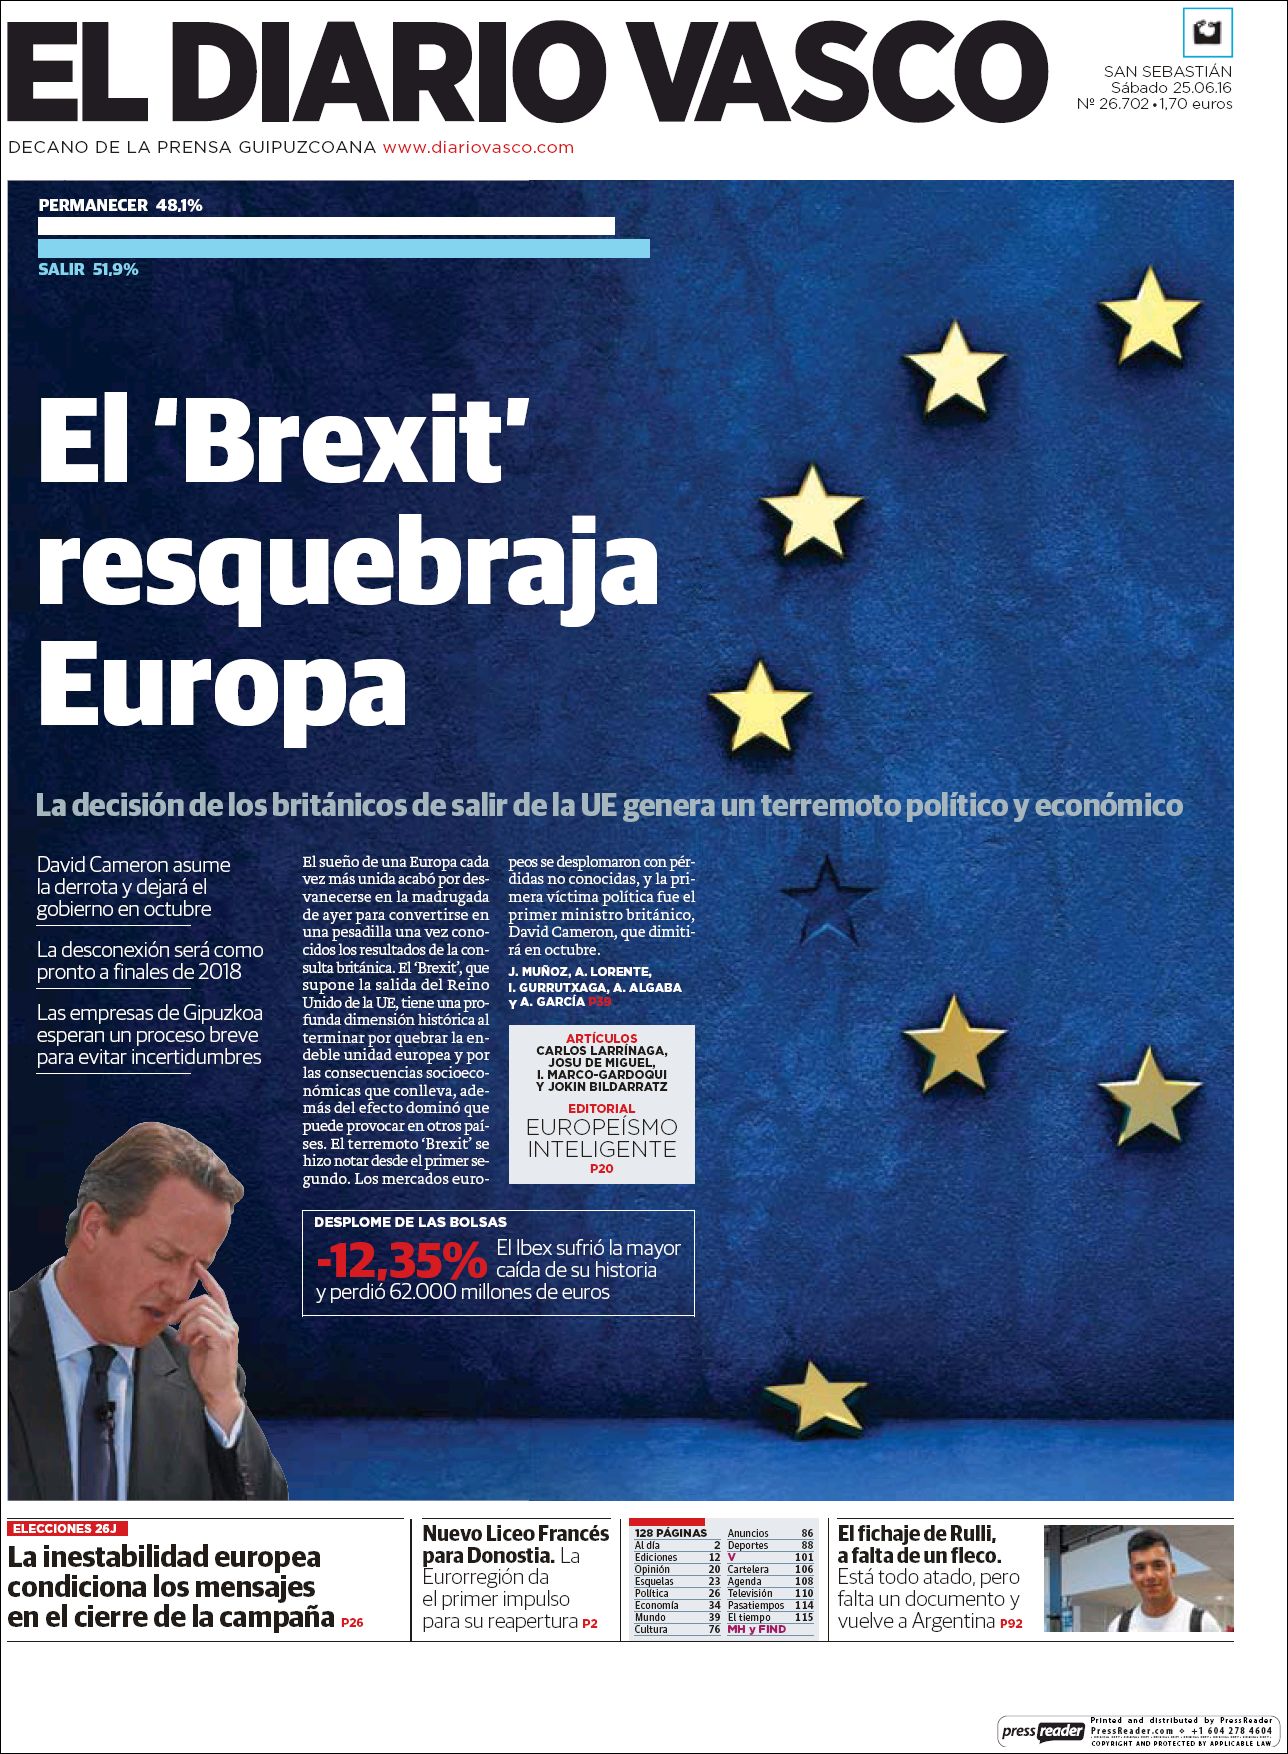 EL DIARIO VASCO
SAN SEBASTIÁN
Sábado 25.06.16
Nº 26.702 • 1,70 euros
DECANO DE LA PRENSA GUIPUZCOANA www.diariovasco.com
PERMANECER 48,1%
SALIR 51,9%
El ‘Brexit’
resquebraja
Europa
La decisión de los británicos de salir de la UE genera un terremoto político y económico
David Cameron asume
la derrota y dejará el
gobierno en octubre
La desconexión será como
pronto a finales de 2018
Las empresas de Gipuzkoa
esperan un proceso breve
para evitar incertidumbres
El sueño de una Europa cada
vez más unida acabó por des-
vanecerse en la madrugada
de ayer para convertirse en
una pesadilla una vez cono-
cidos los resultados de la con-
sulta británica. El ‘Brexit’, que
supone la salida del Reino
Unido de la UE, tiene una pro-
funda dimensión histórica al
terminar por quebrar la en-
deble unidad europea y por
las consecuencias socioeco-
nómicas que conlleva, ade-
más del efecto dominó que
puede provocar en otros paí-
ses. El terremoto ‘Brexit’ se
hizo notar desde el primer se-
gundo. Los mercados euro-
peos se desplomaron con pér-
didas no conocidas, y la pri-
mera víctima política fue el
primer ministro británico,
David Cameron, que dimiti-
rá en octubre.
J. MUÑOZ, A. LORENTE,
I. GURRUTXAGA, A. ALGABA
y A. GARCÍA P39
ARTÍCULOS
CARLOS LARRÍNAGA,
JOSU DE MIGUEL,
I. MARCO-GARDOQUI
Y JOKIN BILDARRATZ
EDITORIAL
EUROPEÍSMO
INTELIGENTE
P20
DESPLOME DE LAS BOLSAS
-12,35% El Ibex sufrió la mayor
caída de su historia
y perdió 62.000 millones de euros
ELECCIONES 26J
La inestabilidad europea
condiciona los mensajes
en el cierre de la campaña P26
Nuevo Liceo Francés
para Donostia. La
Eurorregión da
el primer impulso
para su reapertura P2
128 PÁGINAS
Al día 2
Ediciones 12
Opinión 20
Esquelas 23
Política 26
Economía 34
Mundo 39
Cultura 76
Anuncios 86
Deportes 88
V 101
Cartelera 106
Agenda 108
Televisión 110
Pasatiempos 114
El tiempo 115
MH y FIND
El fichaje de Rulli,
a falta de un fleco.
Está todo atado, pero
falta un documento y
vuelve a Argentina P92
pressreader
Printed and distributed by PressReader
PressReader.com + +1 604 278 4604
COPYRIGHT AND PROTECTED BY APPLICABLE LAW